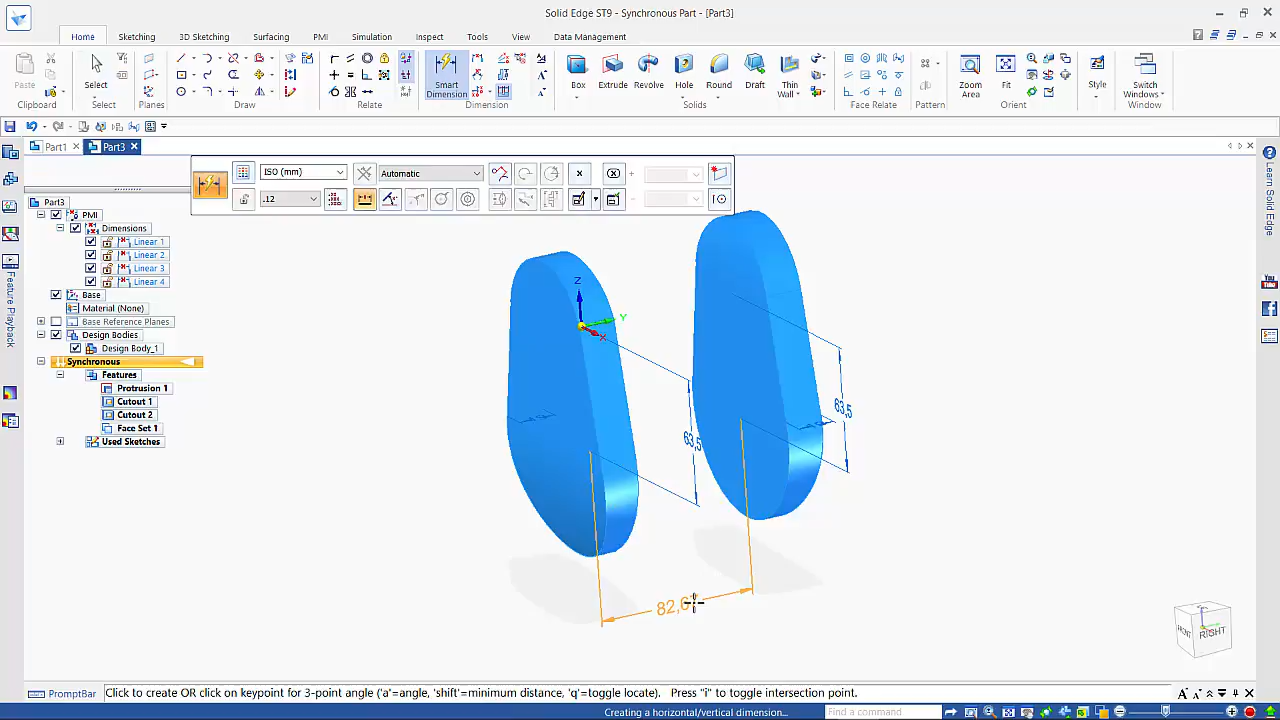 Solid Edge ST9 - Synchronous Part - [Part3]
Home Sketching 3D Sketching Surfacing PMI Simulation Inspect Tools View Data Management
Paste Select Smart Dimension Box Extrude Revolve Hole Round Draft Thin Wall Zoom Area Fit Style Switch Windows
Clipboard Select Planes Draw Relate Dimension Solids Face Relate Pattern Orient Style Window
Part1 Part3
ISO (mm) Automatic
.12
Part3
PMI
Dimensions
Linear 1
Linear 2
Linear 3
Linear 4
Base
Material (None)
Base Reference Planes
Design Bodies
Design Body_1
Synchronous
Features
Protrusion 1
Cutout 1
Cutout 2
Face Set 1
Used Sketches
Feature Playback
Learn Solid Edge
You Tube
Z
Y
X
63,5
63,5
RIGHT
PromptBar Click to create OR click on keypoint for 3-point angle ('a'=angle, 'shift'=minimum distance, 'q'=toggle locate). Press "i" to toggle intersection point.
Creating a horizontal/vertical dimension... Find a command